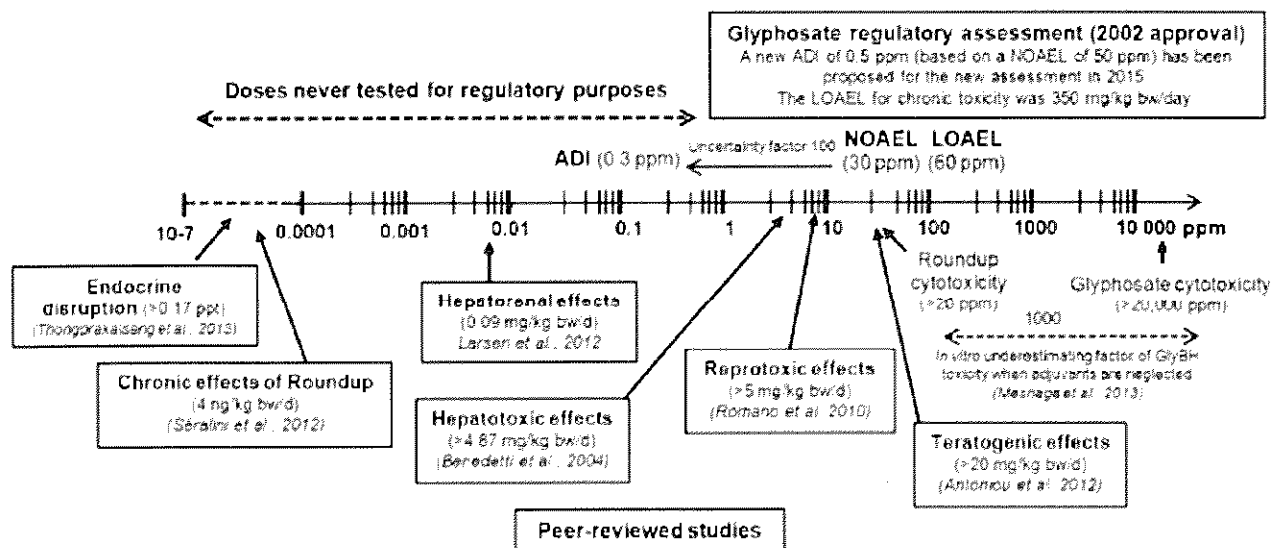 Glyphosate regulatory assessment (2002 approval)
A new ADI of 0.5 ppm (based on a NOAEL of 50 ppm) has been
proposed for the new assessment in 2015
The LOAEL for chronic toxicity was 350 mg/kg bw/day
Doses never tested for regulatory purposes
ADI (0.3 ppm)
Uncertainty factor 100
NOAEL LOAEL
(30 ppm) (60 ppm)
10-7 0.0001 0.001 0.01 0.1 1 10 100 1000 10 000 ppm
Endocrine
disruption (>0.17 ppt)
(Thongprakaisang et al., 2013)
Chronic effects of Roundup
(4 ng/kg bw/d)
(Séralini et al., 2012)
Hepatorenal effects
(0.09 mg/kg bw/d)
Larsen et al., 2012
Hepatotoxic effects
(>4.87 mg/kg bw/d)
(Benedetti et al., 2004)
Reprotoxic effects
(>5 mg/kg bw/d)
(Romano et al. 2010)
Roundup
cytotoxicity
(>20 ppm)
Glyphosate cytotoxicity
(>20,000 ppm)
1000
In vitro underestimating factor of GlyBH
toxicity when adjuvants are neglected
(Mesnage et al., 2013)
Teratogenic effects
(>20 mg/kg bw/d)
(Antoniou et al. 2012)
Peer-reviewed studies